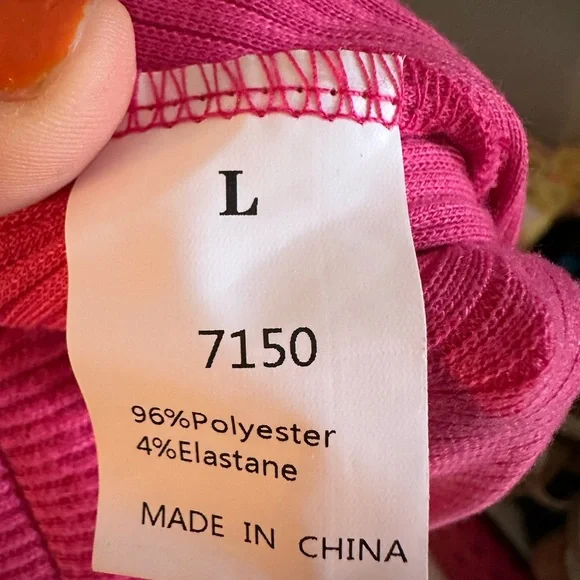 L
7150
96%Polyester
4%Elastane
MADE IN CHINA